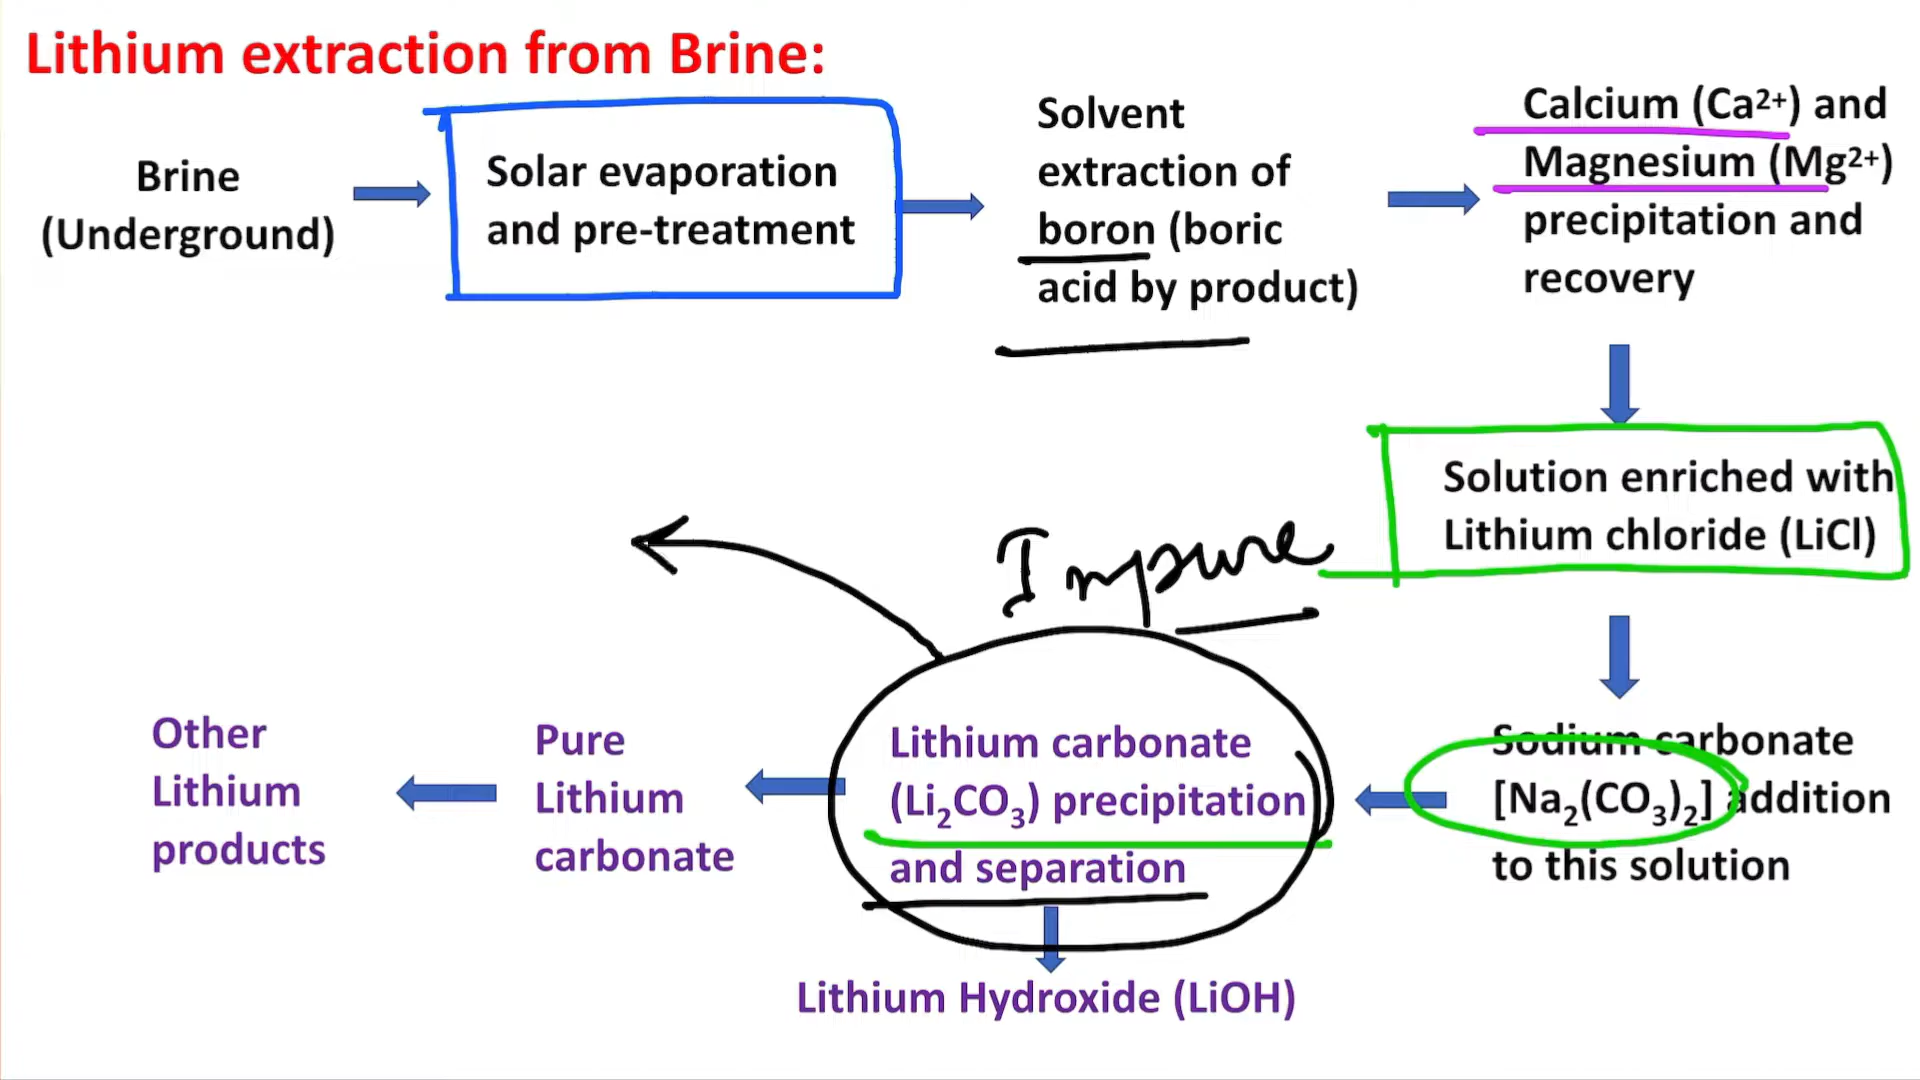 Lithium extraction from Brine:
Brine
(Underground)
Solar evaporation
and pre-treatment
Solvent
extraction of
boron (boric
acid by product)
Calcium (Ca²⁺) and
Magnesium (Mg²⁺)
precipitation and
recovery
Solution enriched with
Lithium chloride (LiCl)
Impure
Sodium carbonate
[Na₂(CO₃)₂] addition
to this solution
Lithium carbonate
(Li₂CO₃) precipitation
and separation
Pure
Lithium
carbonate
Other
Lithium
products
Lithium Hydroxide (LiOH)